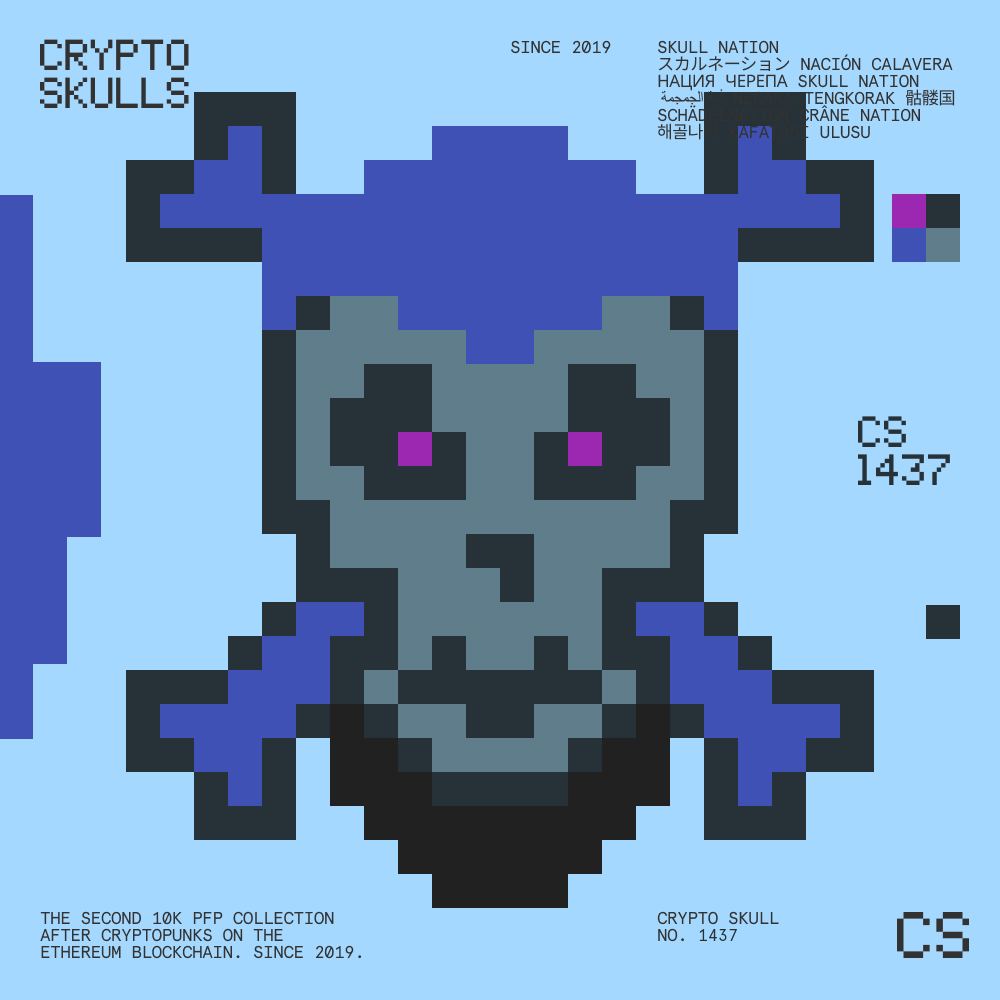 CRYPTO
SKULLS
SINCE 2019
SKULL NATION
スカルネーション NACIÓN CALAVERA
НАЦИЯ ЧЕРЕПА SKULL NATION
الجمجمة TENGKORAK 骷髅国
CRÂNE NATION
해골 ULUSU
CS
1437
THE SECOND 10K PFP COLLECTION
AFTER CRYPTOPUNKS ON THE
ETHEREUM BLOCKCHAIN. SINCE 2019.
CRYPTO SKULL
NO. 1437
CS